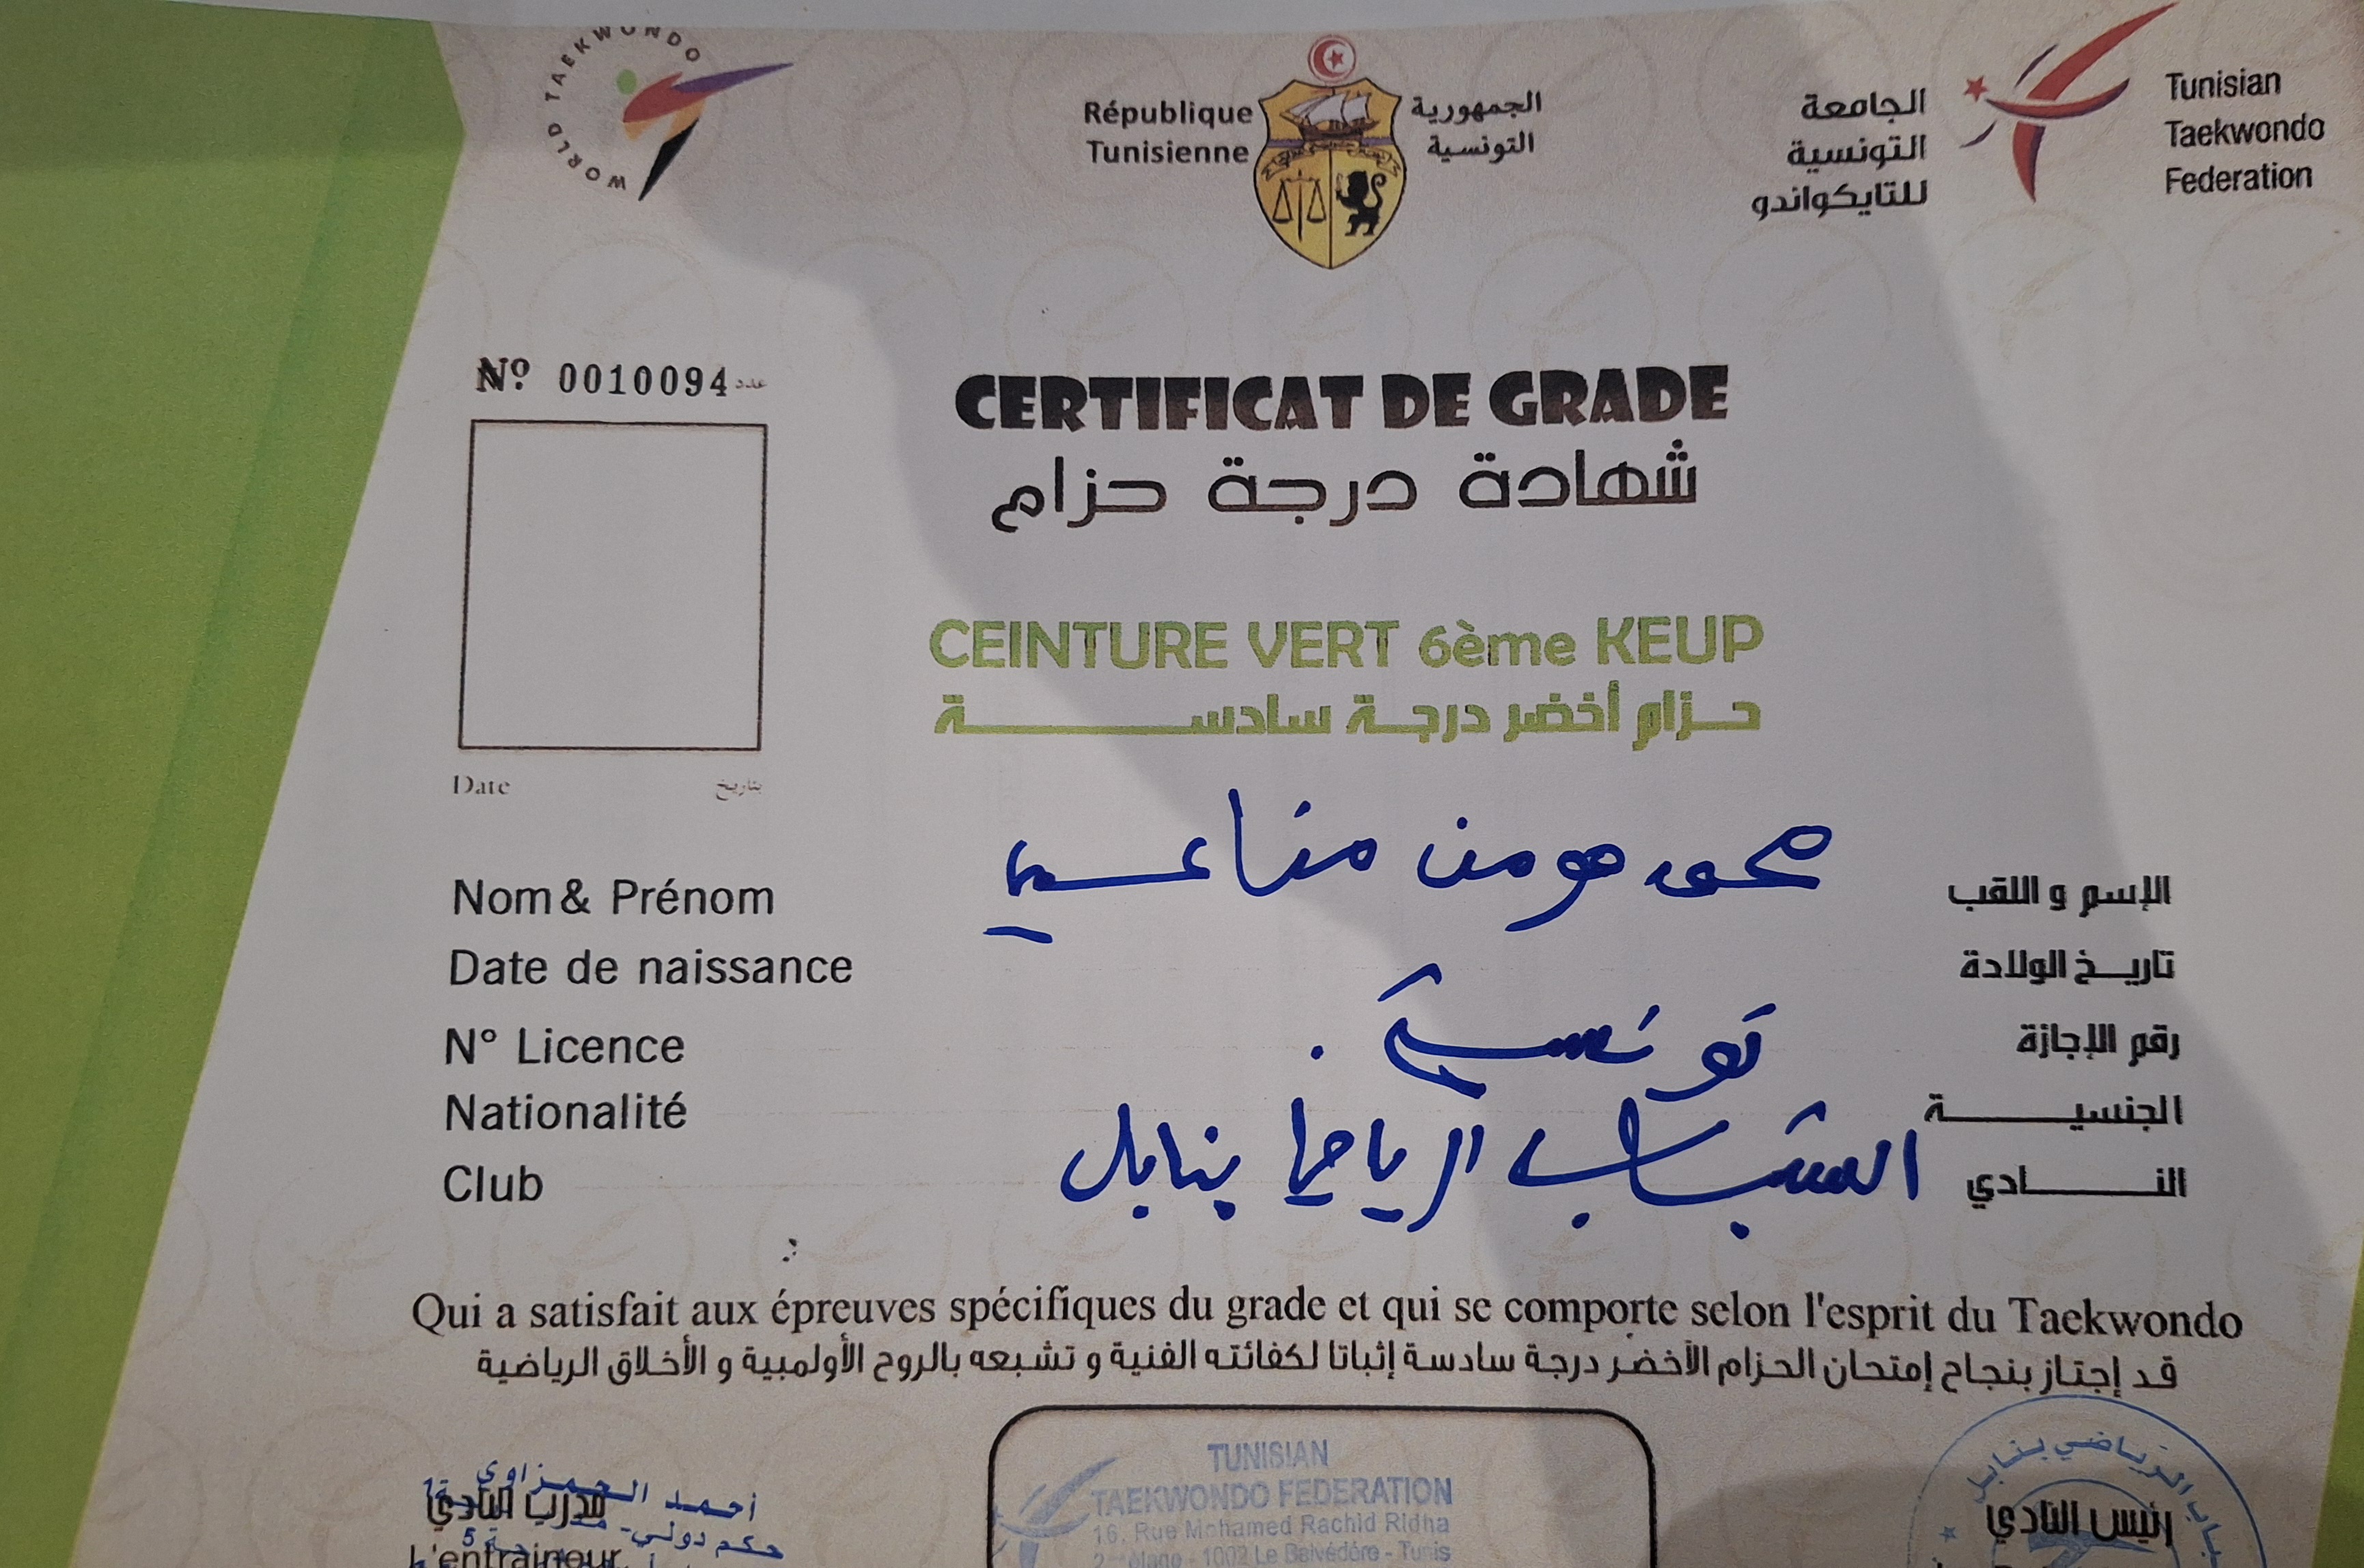 WORLD TAEKWONDO
République
Tunisienne
الجمهورية
التونسية
الجامعة
التونسية
للتايكواندو
Tunisian
Taekwondo
Federation
Nº 0010094 عدد
CERTIFICAT DE GRADE
شهادة درجة حزام
CEINTURE VERT 6ème KEUP
حزام أخضر درجة سادسة
Date بتاريخ
Nom & Prénom محمد مومن مناعي الإسم و اللقب
Date de naissance تاريخ الولادة
N° Licence رقم الإجازة
Nationalité تونسية الجنسية
Club الشباب الرياضي بنابل النادي
Qui a satisfait aux épreuves spécifiques du grade et qui se comporte selon l'esprit du Taekwondo
قد إجتاز بنجاح إمتحان الحزام الأخضر درجة سادسة إثباتا لكفائته الفنية و تشبعه بالروح الأولمبية و الأخلاق الرياضية
أحمد الحمزاوي
مدرب النادي
حكم دولي
L'entraineur
TUNISIAN
TAEKWONDO FEDERATION
16, Rue Mohamed Rachid Ridha
1002 Le Belvédére - Tunis
الرياضي بنابل
رئيس النادي